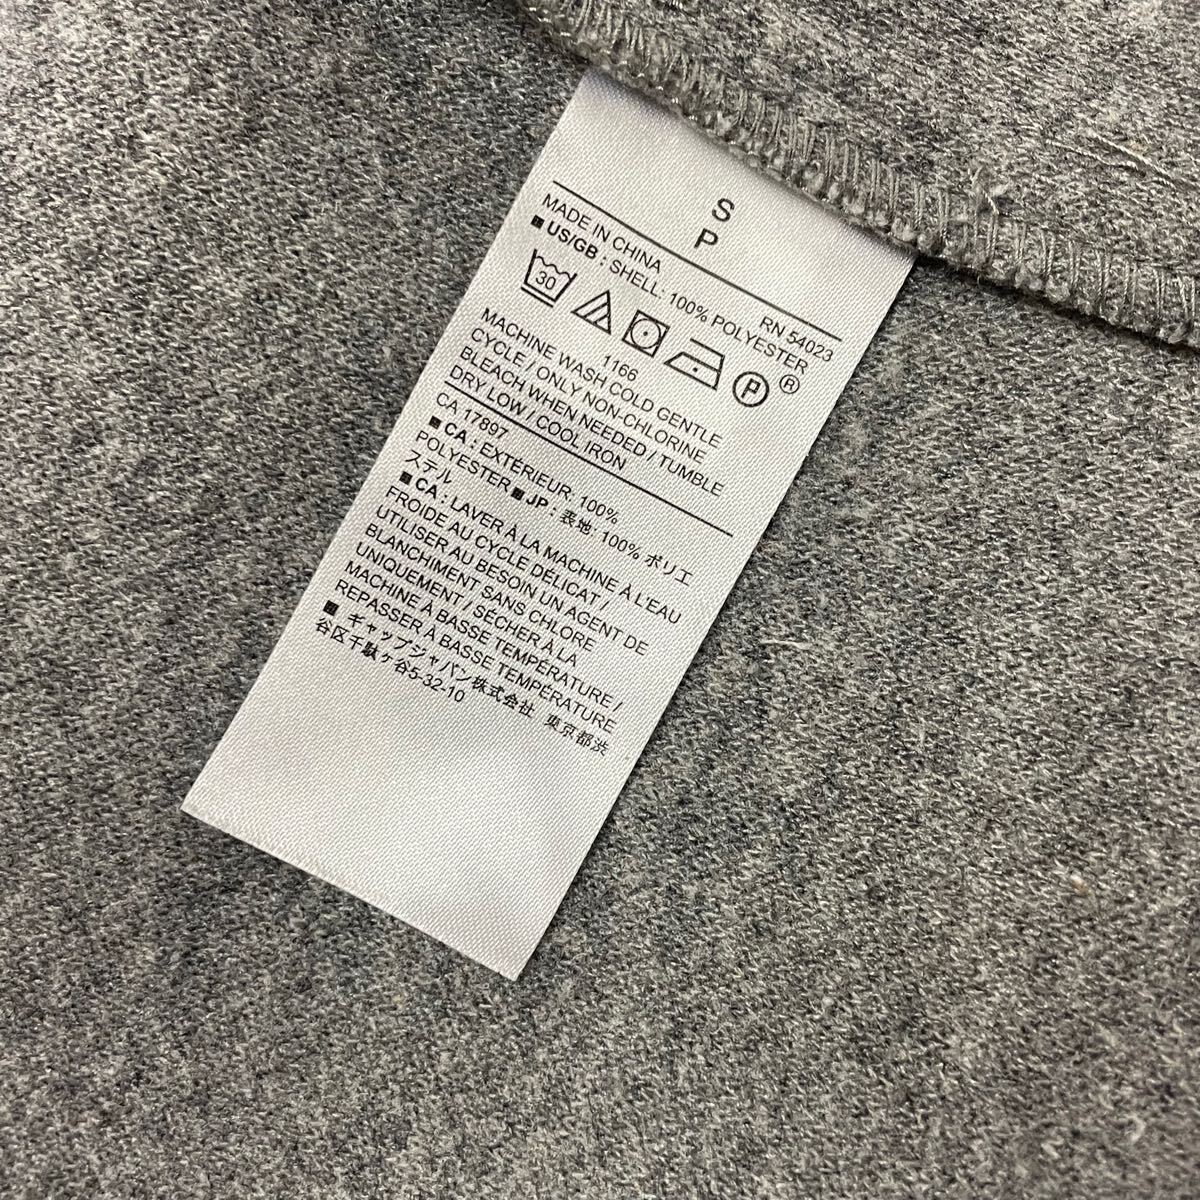 S
P
MADE IN CHINA RN 54023
■ US/GB : SHELL: 100% POLYESTER
30 P ®
1166
MACHINE WASH COLD GENTLE
CYCLE / ONLY NON-CHLORINE
BLEACH WHEN NEEDED / TUMBLE
DRY / LOW / COOL IRON
CA 17897
■ CA : EXTÉRIEUR: 100%
POLYESTER ■ JP : 表地: 100% ポリエ
ステル
■ CA : LAVER À LA MACHINE À L'EAU
FROIDE AU CYCLE DÉLICAT /
UTILISER AU BESOIN UN AGENT DE
BLANCHIMENT SANS CHLORE
UNIQUEMENT / SÉCHER À LA
MACHINE À BASSE TEMPÉRATURE /
REPASSER À BASSE TEMPÉRATURE
■ ギャップジャパン株式会社 東京都渋
谷区千駄ヶ谷5-32-10